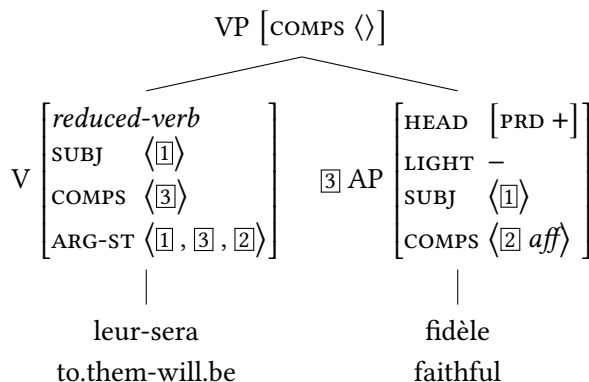 VP [COMPS ⟨⟩]
V [reduced-verb
SUBJ ⟨[1]⟩
COMPS ⟨[3]⟩
ARG-ST ⟨[1], [3], [2]⟩]
[3] AP [HEAD [PRD +]
LIGHT –
SUBJ ⟨[1]⟩
COMPS ⟨[2] aff⟩]
leur-sera
to.them-will.be
fidèle
faithful